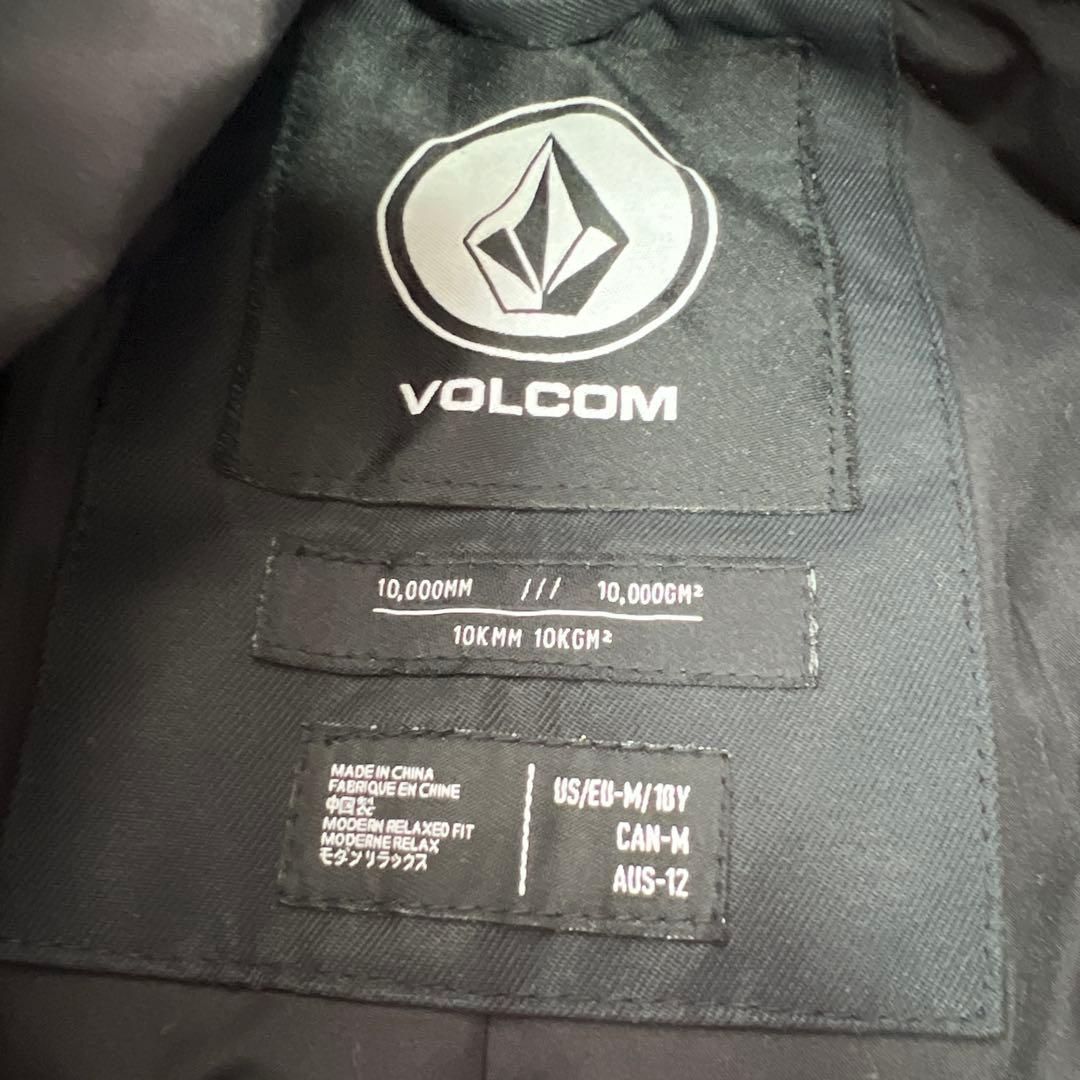 VOLCOM
10,000MM /// 10,000GM²
10KMM 10KGM²
MADE IN CHINA
FABRIQUE EN CHINE
中国製
MODERN RELAXED FIT
MODERNE RELAX
モダンリラックス
US/EU-M/10Y
CAN-M
AUS-12